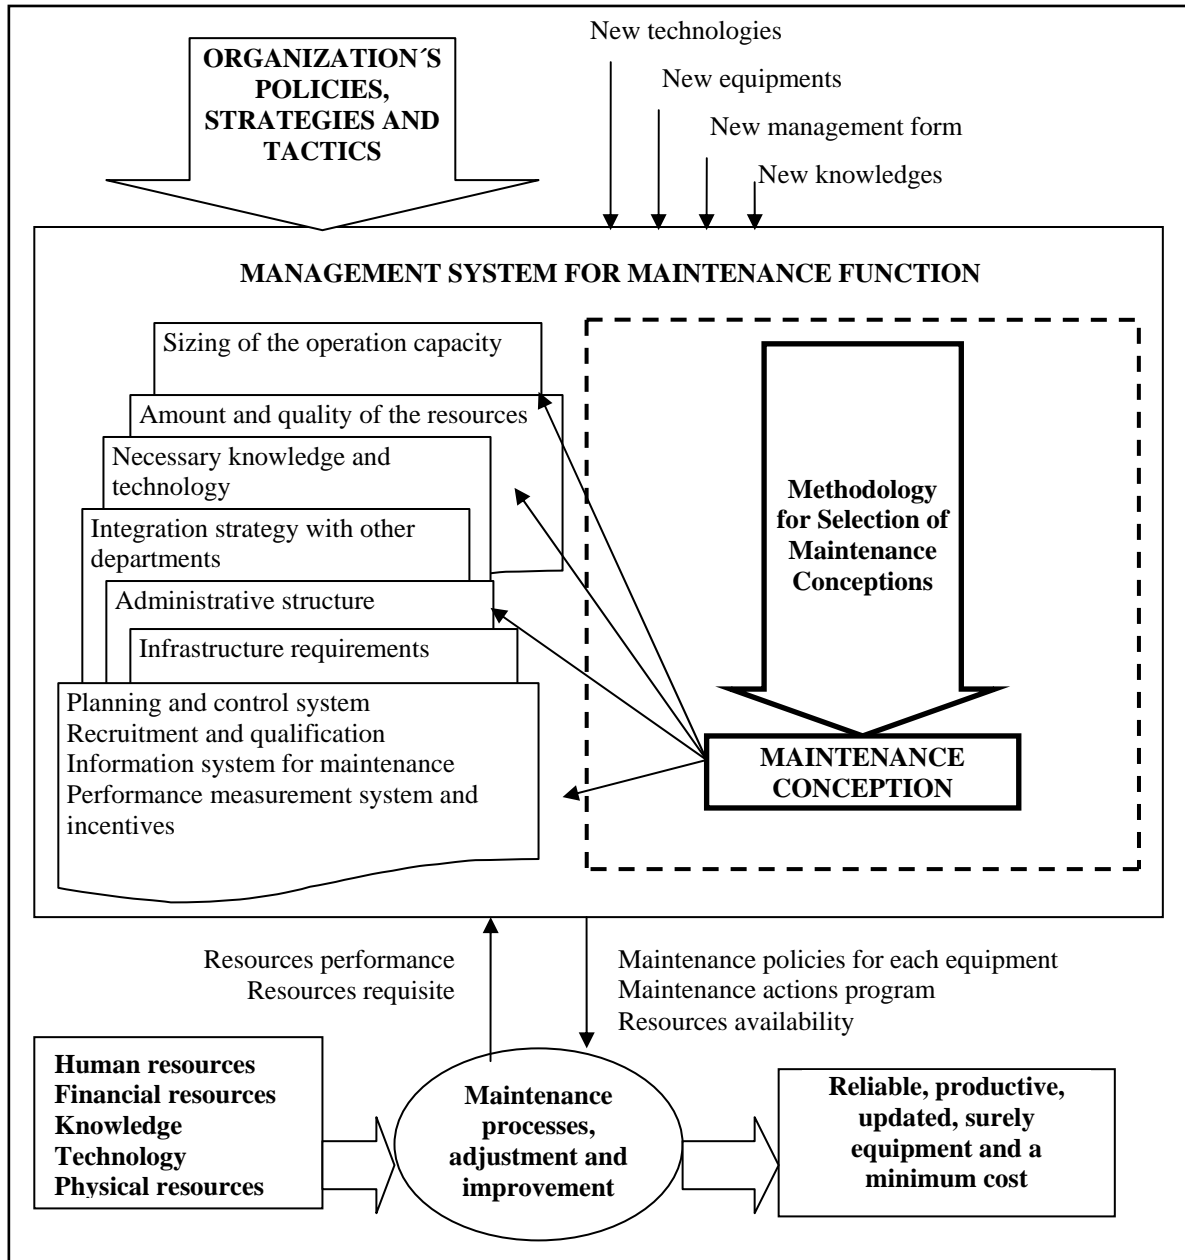 ORGANIZATION´S
POLICIES,
STRATEGIES AND
TACTICS
New technologies
New equipments
New management form
New knowledges
MANAGEMENT SYSTEM FOR MAINTENANCE FUNCTION
Sizing of the operation capacity
Amount and quality of the resources
Necessary knowledge and
technology
Integration strategy with other
departments
Administrative structure
Infrastructure requirements
Planning and control system
Recruitment and qualification
Information system for maintenance
Performance measurement system and
incentives
Methodology
for Selection of
Maintenance
Conceptions
MAINTENANCE
CONCEPTION
Resources performance
Resources requisite
Maintenance policies for each equipment
Maintenance actions program
Resources availability
Human resources
Financial resources
Knowledge
Technology
Physical resources
Maintenance
processes,
adjustment and
improvement
Reliable, productive,
updated, surely
equipment and a
minimum cost